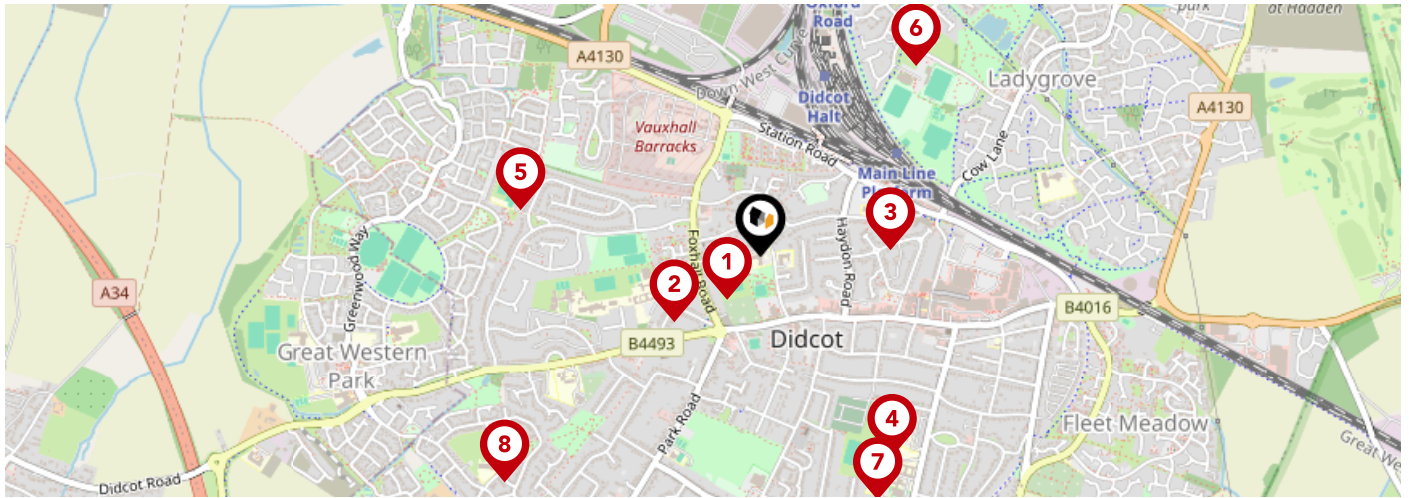 Oxford
Road
park
at Hadden
6
A4130
Down West Curve
Ladygrove
Didcot
Halt
A4130
Vauxhall
Barracks
Station Road
Cow Lane
5
Main Line
Platform
3
Foxhall Road
Haydon Road
1
Greenwood Way
2
A34
B4016
B4493
Didcot
Great Western
Park
Park Road
4
Fleet Meadow
8
7
Great We
Didcot Road